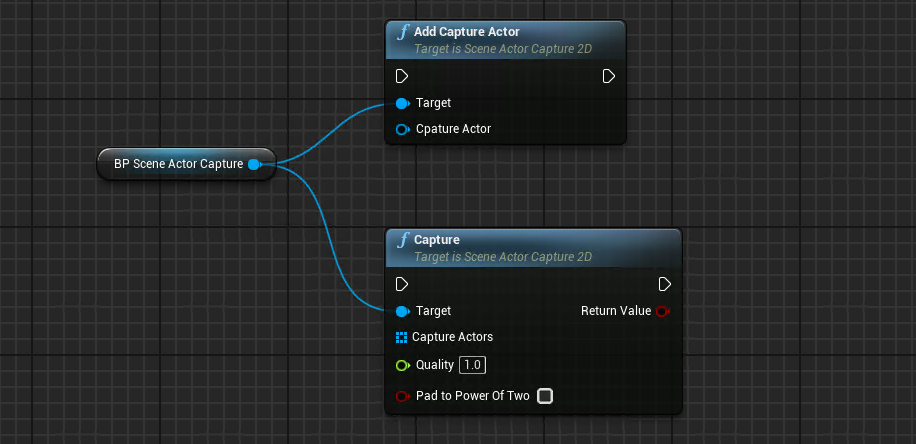 Add Capture Actor
Target is Scene Actor Capture 2D
Target
Cpature Actor
BP Scene Actor Capture
Capture
Target is Scene Actor Capture 2D
Target Return Value
Capture Actors
Quality 1.0
Pad to Power Of Two